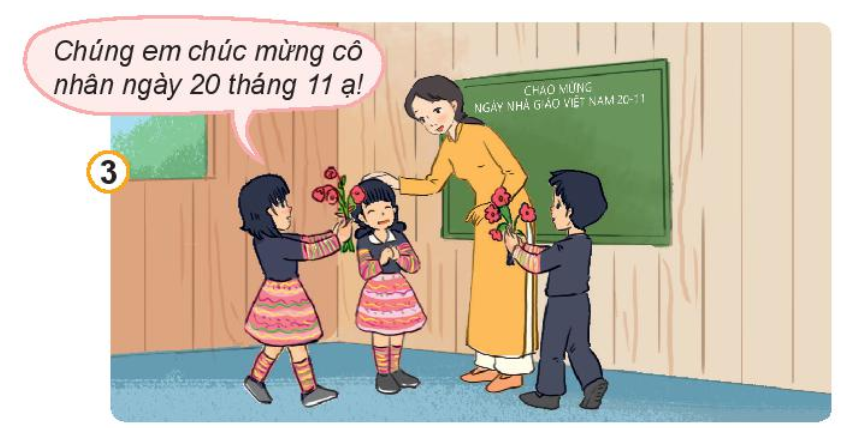 Chúng em chúc mừng cô
nhân ngày 20 tháng 11 ạ!
3
CHÀO MỪNG
NGÀY NHÀ GIÁO VIỆT NAM 20-11